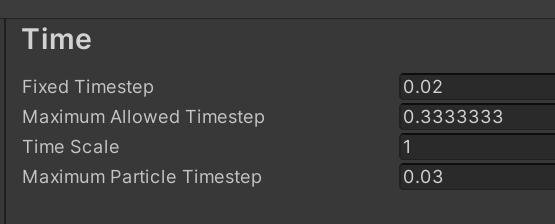 Time
Fixed Timestep 0.02
Maximum Allowed Timestep 0.3333333
Time Scale 1
Maximum Particle Timestep 0.03